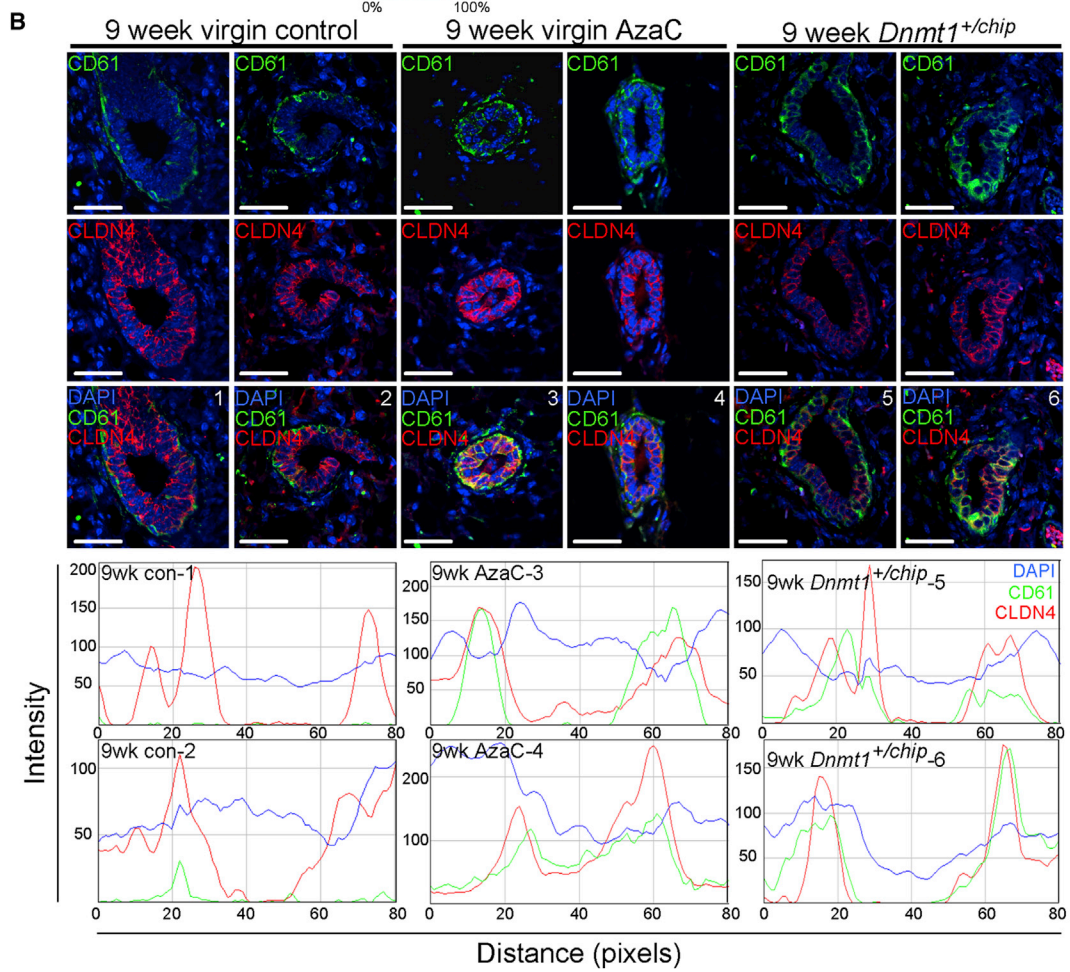 0% 100%
B
9 week virgin control 9 week virgin AzaC 9 week Dnmt1+/chip
CD61 CD61 CD61 CD61 CD61 CD61
CLDN4 CLDN4 CLDN4 CLDN4 CLDN4 CLDN4
DAPI 1 DAPI 2 DAPI 3 DAPI 4 DAPI 5 DAPI 6
CD61 CD61 CD61 CD61 CD61 CD61
CLDN4 CLDN4 CLDN4 CLDN4 CLDN4 CLDN4
Intensity
9wk con-1
200
150
100
50
0 20 40 60 80
9wk AzaC-3
200
150
100
50
0 20 40 60 80
9wk Dnmt1+/chip-5
DAPI
CD61
CLDN4
150
100
50
0 20 40 60 80
9wk con-2
100
50
0 20 40 60 80
9wk AzaC-4
200
100
0 20 40 60 80
9wk Dnmt1+/chip-6
150
100
50
0 20 40 60 80
Distance (pixels)